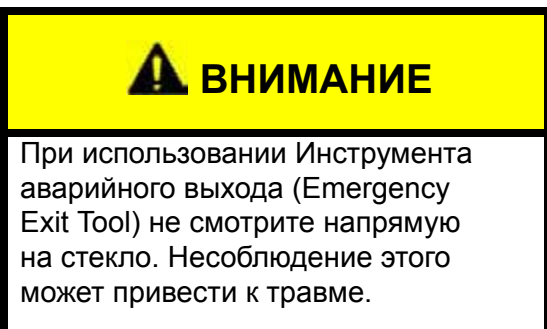 ВНИМАНИЕ
При использовании Инструмента
аварийного выхода (Emergency
Exit Tool) не смотрите напрямую
на стекло. Несоблюдение этого
может привести к травме.